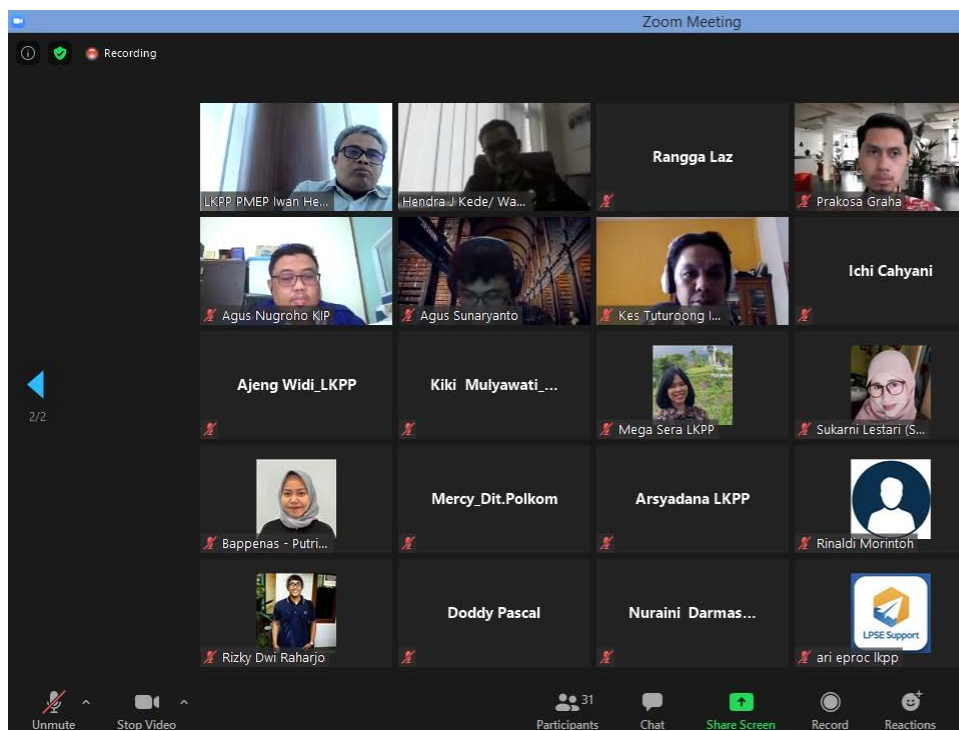 Zoom Meeting
Recording
LKPP PMEP Iwan He...
Hendra J Kede/ Wa...
Rangga Laz
Prakosa Graha
Agus Nugroho KIP
Agus Sunaryanto
Kes Tuturoong I...
Ichi Cahyani
Ajeng Widi_LKPP
Kiki Mulyawati_...
Mega Sera LKPP
Sukarni Lestari (S...
2/2
Bappenas - Putri...
Mercy_Dit.Polkom
Arsyadana LKPP
Rinaldi Morintoh
Rizky Dwi Raharjo
Doddy Pascal
Nuraini Darmas...
LPSE Support
ari eproc lkpp
Unmute
Stop Video
31
Participants
Chat
Share Screen
Record
Reactions